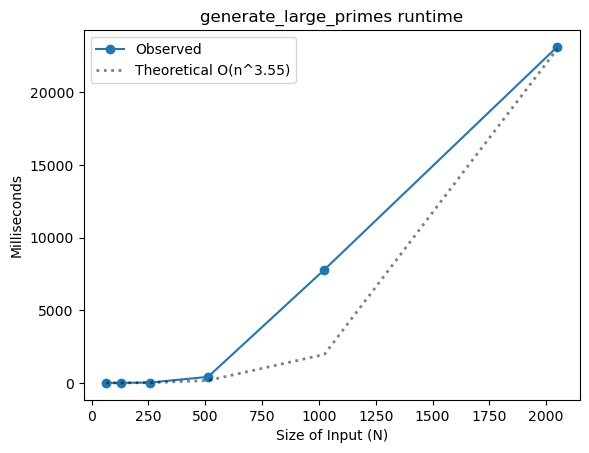 generate_large_primes runtime
Observed
Theoretical O(n^3.55)
20000
15000
10000
5000
0
Milliseconds
0 250 500 750 1000 1250 1500 1750 2000
Size of Input (N)